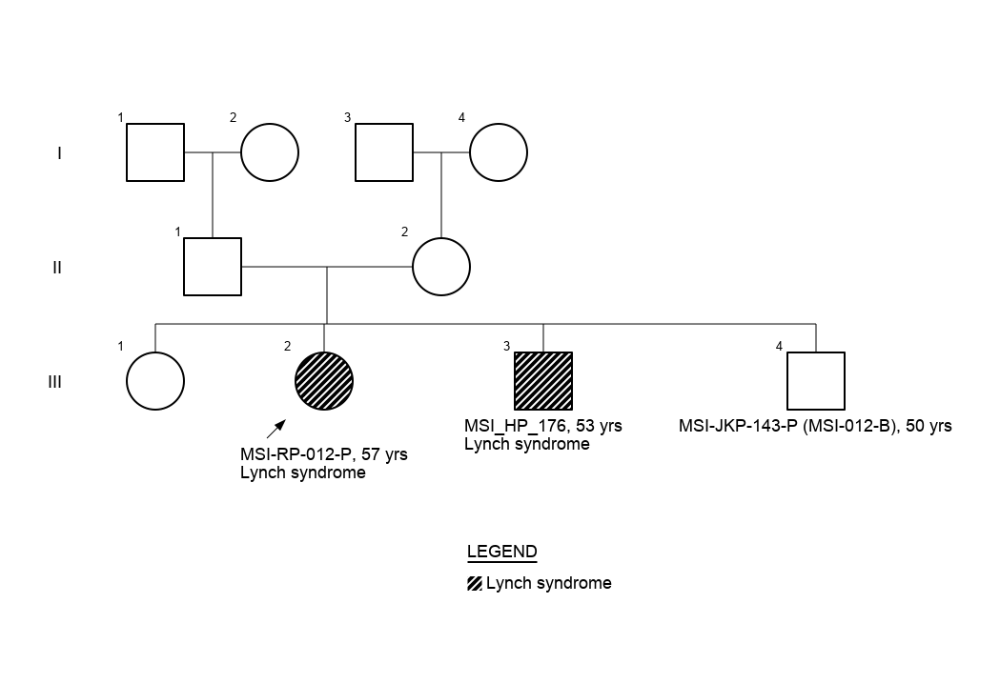 1 2 3 4
I
1 2
II
1 2 3 4
III
MSI-RP-012-P, 57 yrs
Lynch syndrome
MSI_HP_176, 53 yrs
Lynch syndrome
MSI-JKP-143-P (MSI-012-B), 50 yrs
LEGEND
Lynch syndrome